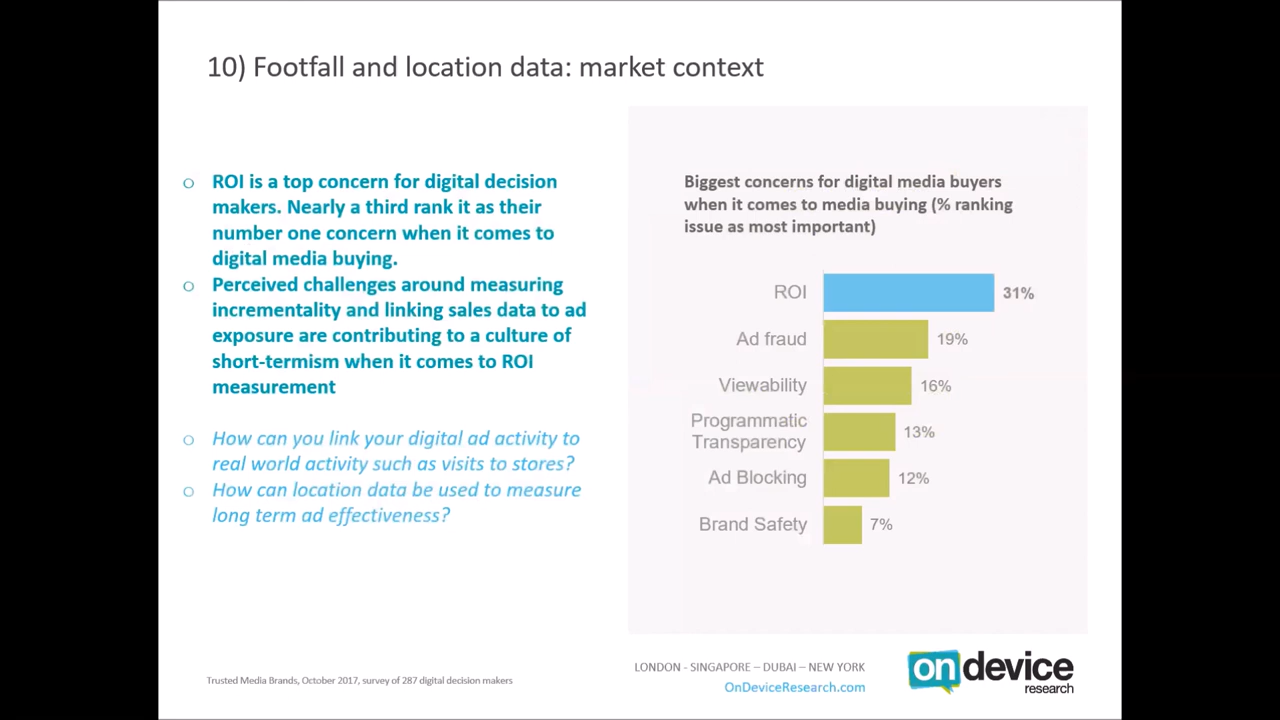 10) Footfall and location data: market context
ROI is a top concern for digital decision
makers. Nearly a third rank it as their
number one concern when it comes to
digital media buying.
Perceived challenges around measuring
incrementality and linking sales data to ad
exposure are contributing to a culture of
short-termism when it comes to ROI
measurement
How can you link your digital ad activity to
real world activity such as visits to stores?
How can location data be used to measure
long term ad effectiveness?
Biggest concerns for digital media buyers
when it comes to media buying (% ranking
issue as most important)
ROI 31%
Ad fraud 19%
Viewability 16%
Programmatic
Transparency 13%
Ad Blocking 12%
Brand Safety 7%
Trusted Media Brands, October 2017, survey of 287 digital decision makers
LONDON - SINGAPORE – DUBAI – NEW YORK
OnDeviceResearch.com
on device
research